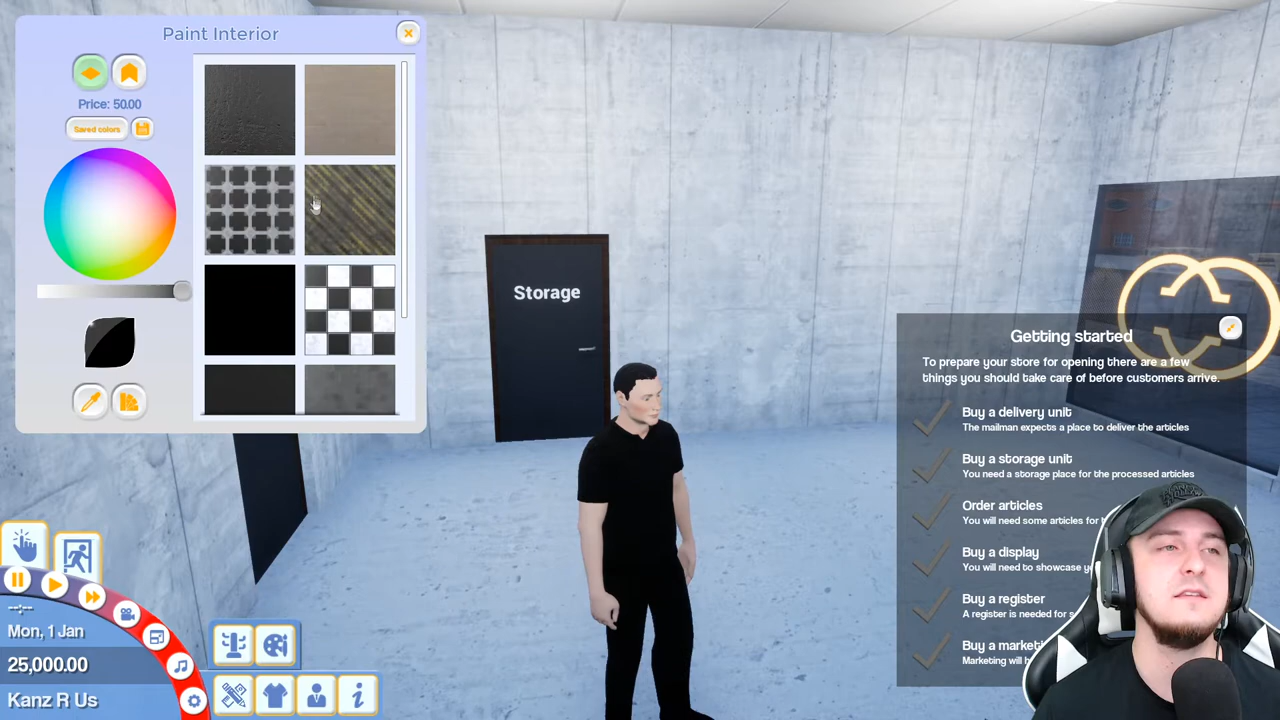 Paint Interior
Price: 50.00
Saved colors
Storage
Getting started
To prepare your store for opening there are a few
things you should take care of before customers arrive.
Buy a delivery unit
The mailman expects a place to deliver the articles
Buy a storage unit
You need a storage place for the processed articles
Order articles
You will need some articles for
Buy a display
You will need to showcase
Buy a register
A register is needed for
Buy a
Marketing will
--:--
Mon, 1 Jan
25,000.00
Kanz R Us